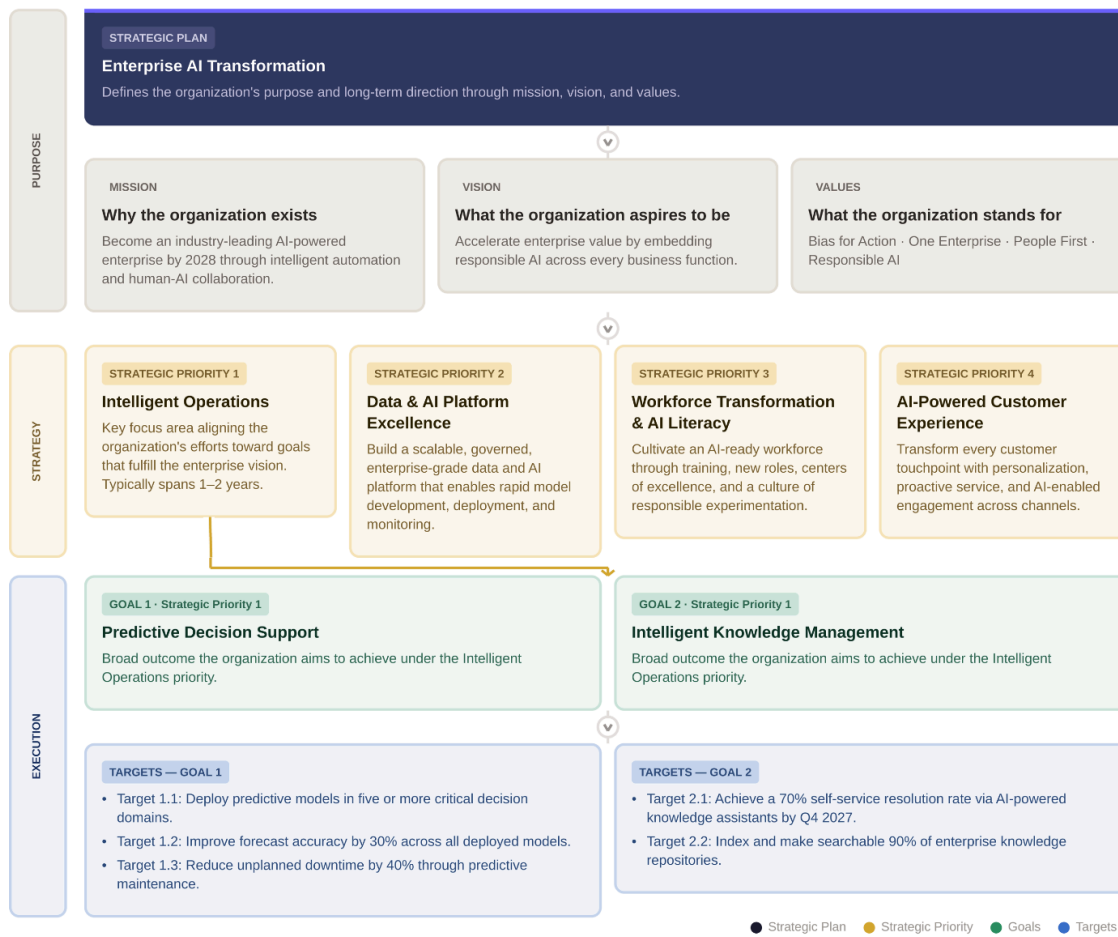 PURPOSE
STRATEGIC PLAN
Enterprise AI Transformation
Defines the organization's purpose and long-term direction through mission, vision, and values.
MISSION
Why the organization exists
Become an industry-leading AI-powered
enterprise by 2028 through intelligent automation
and human-AI collaboration.
VISION
What the organization aspires to be
Accelerate enterprise value by embedding
responsible AI across every business function.
VALUES
What the organization stands for
Bias for Action · One Enterprise · People First ·
Responsible AI
STRATEGY
STRATEGIC PRIORITY 1
Intelligent Operations
Key focus area aligning the
organization's efforts toward goals
that fulfill the enterprise vision.
Typically spans 1–2 years.
STRATEGIC PRIORITY 2
Data & AI Platform
Excellence
Build a scalable, governed,
enterprise-grade data and AI
platform that enables rapid model
development, deployment, and
monitoring.
STRATEGIC PRIORITY 3
Workforce Transformation
& AI Literacy
Cultivate an AI-ready workforce
through training, new roles, centers
of excellence, and a culture of
responsible experimentation.
STRATEGIC PRIORITY 4
AI-Powered Customer
Experience
Transform every customer
touchpoint with personalization,
proactive service, and AI-enabled
engagement across channels.
EXECUTION
GOAL 1 · Strategic Priority 1
Predictive Decision Support
Broad outcome the organization aims to achieve under the Intelligent
Operations priority.
GOAL 2 · Strategic Priority 1
Intelligent Knowledge Management
Broad outcome the organization aims to achieve under the Intelligent
Operations priority.
TARGETS — GOAL 1
• Target 1.1: Deploy predictive models in five or more critical decision
domains.
• Target 1.2: Improve forecast accuracy by 30% across all deployed models.
• Target 1.3: Reduce unplanned downtime by 40% through predictive
maintenance.
TARGETS — GOAL 2
• Target 2.1: Achieve a 70% self-service resolution rate via AI-powered
knowledge assistants by Q4 2027.
• Target 2.2: Index and make searchable 90% of enterprise knowledge
repositories.
Strategic Plan
Strategic Priority
Goals
Targets